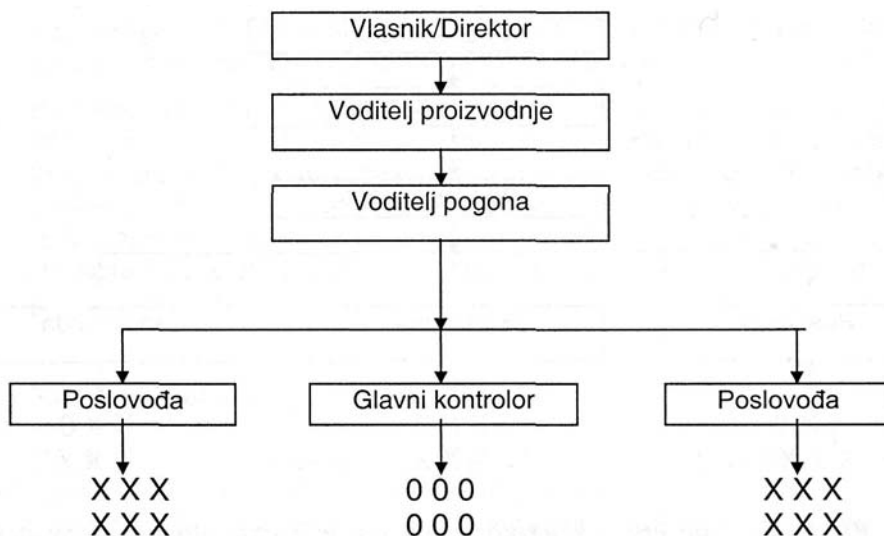 Vlasnik/Direktor
Voditelj proizvodnje
Voditelj pogona
Poslovođa Glavni kontrolor Poslovođa
X X X 0 0 0 X X X
X X X 0 0 0 X X X